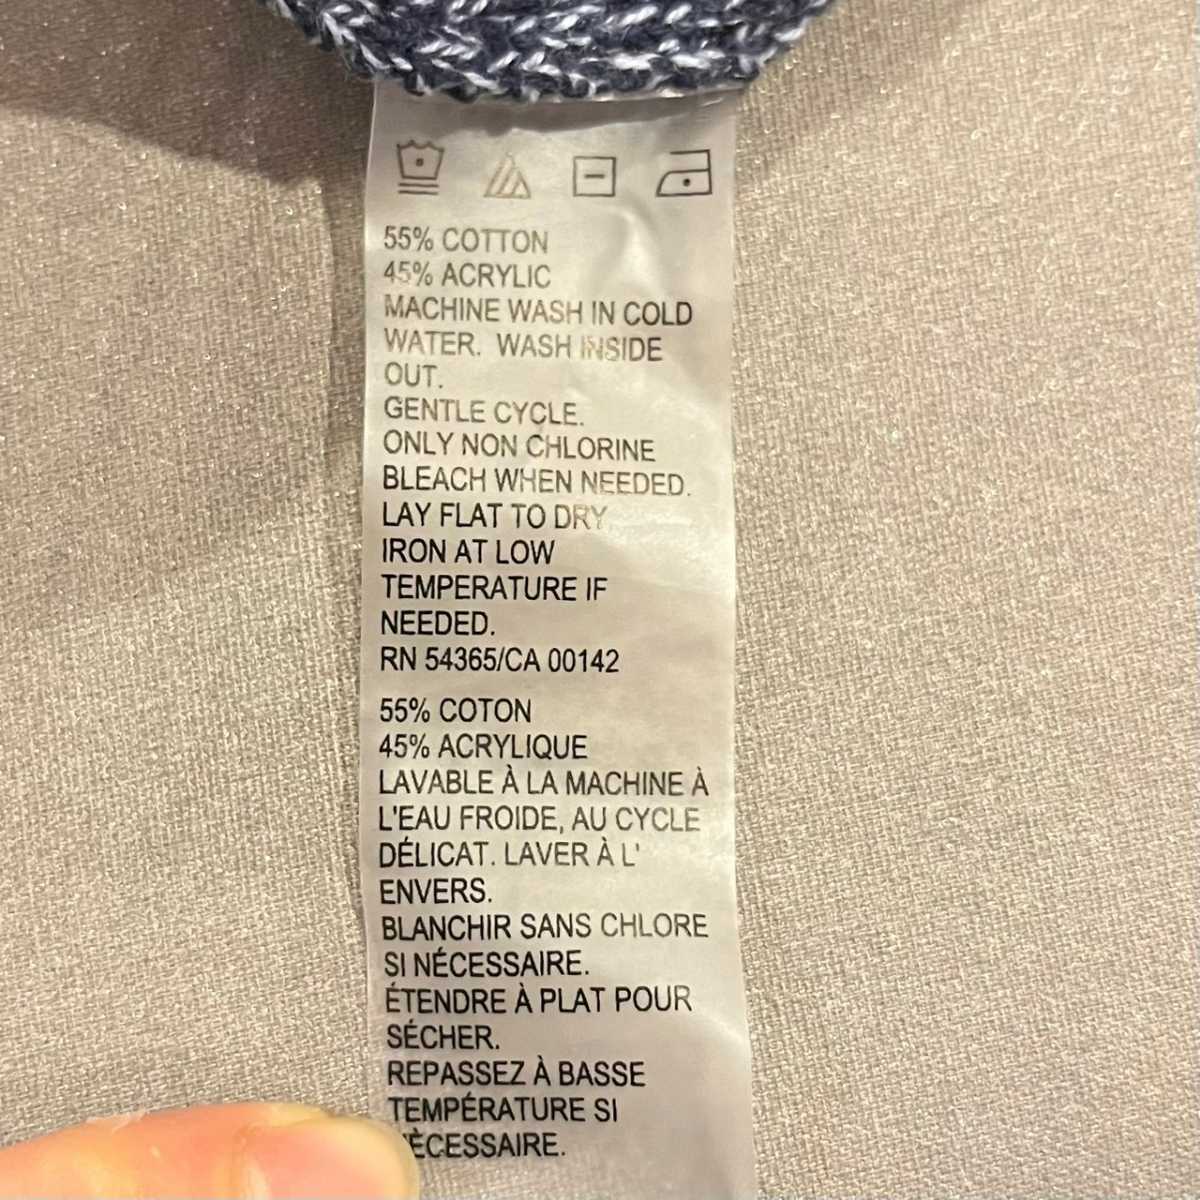 55% COTTON
45% ACRYLIC
MACHINE WASH IN COLD
WATER. WASH INSIDE
OUT.
GENTLE CYCLE.
ONLY NON CHLORINE
BLEACH WHEN NEEDED.
LAY FLAT TO DRY
IRON AT LOW
TEMPERATURE IF
NEEDED.
RN 54365/CA 00142
55% COTON
45% ACRYLIQUE
LAVABLE À LA MACHINE À
L'EAU FROIDE, AU CYCLE
DÉLICAT. LAVER À L'
ENVERS.
BLANCHIR SANS CHLORE
SI NÉCESSAIRE.
ÉTENDRE À PLAT POUR
SÉCHER.
REPASSEZ À BASSE
TEMPÉRATURE SI